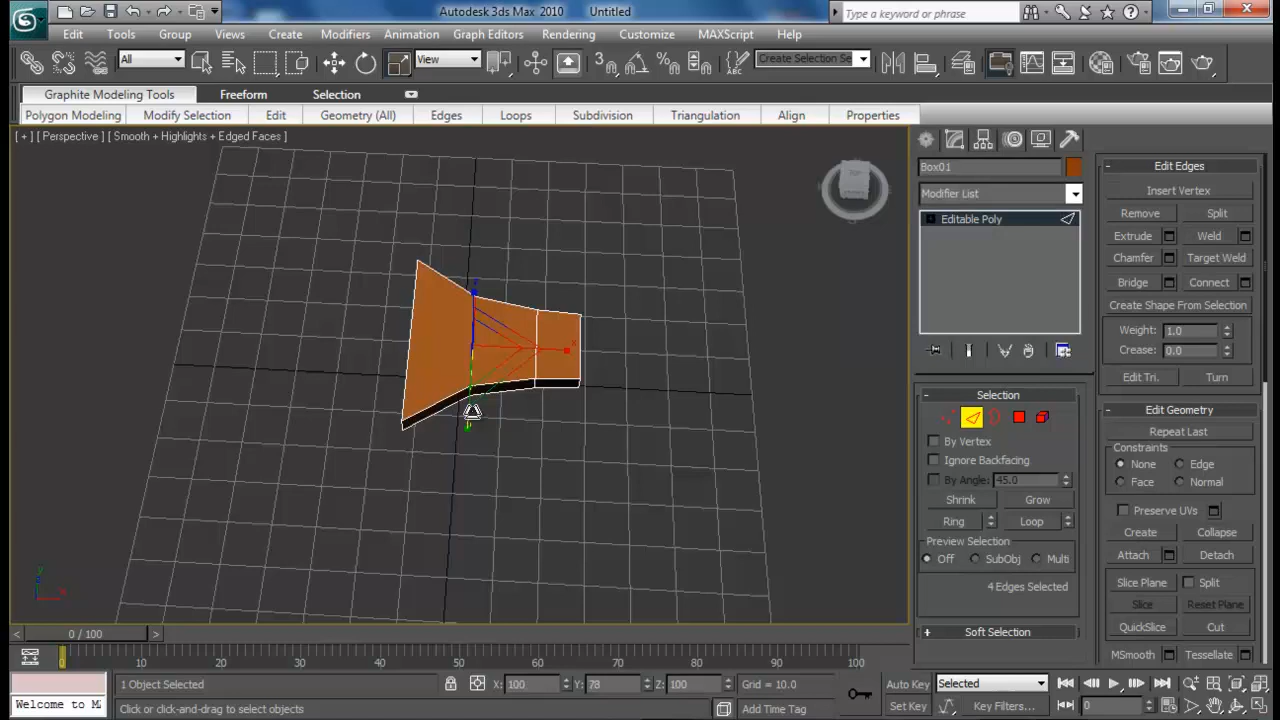 Autodesk 3ds Max 2010 Untitled
Type a keyword or phrase
Edit Tools Group Views Create Modifiers Animation Graph Editors Rendering Customize MAXScript Help
All
View
3
Create Selection Se
Graphite Modeling Tools Freeform Selection
Polygon Modeling Modify Selection Edit Geometry (All) Edges Loops Subdivision Triangulation Align Properties
[ + ] [ Perspective ] [ Smooth + Highlights + Edged Faces ]
Box01
Modifier List
Editable Poly
- Selection
By Vertex
Ignore Backfacing
By Angle: 45.0
Shrink Grow
Ring Loop
Preview Selection
Off SubObj Multi
4 Edges Selected
+ Soft Selection
- Edit Edges
Insert Vertex
Remove Split
Extrude Weld
Chamfer Target Weld
Bridge Connect
Create Shape From Selection
Weight: 1.0
Crease: 0.0
Edit Tri. Turn
- Edit Geometry
Repeat Last
Constraints
None Edge
Face Normal
Preserve UVs
Create Collapse
Attach Detach
Slice Plane Split
Slice Reset Plane
QuickSlice Cut
MSmooth Tessellate
z
x
y
x
< 0 / 100 >
0 10 20 30 40 50 60 70 80 90 100
1 Object Selected X: 100 Y: 78 Z: 100 Grid = 10.0 Auto Key Selected
Welcome to MA
Click or click-and-drag to select objects Add Time Tag Set Key Key Filters... 0